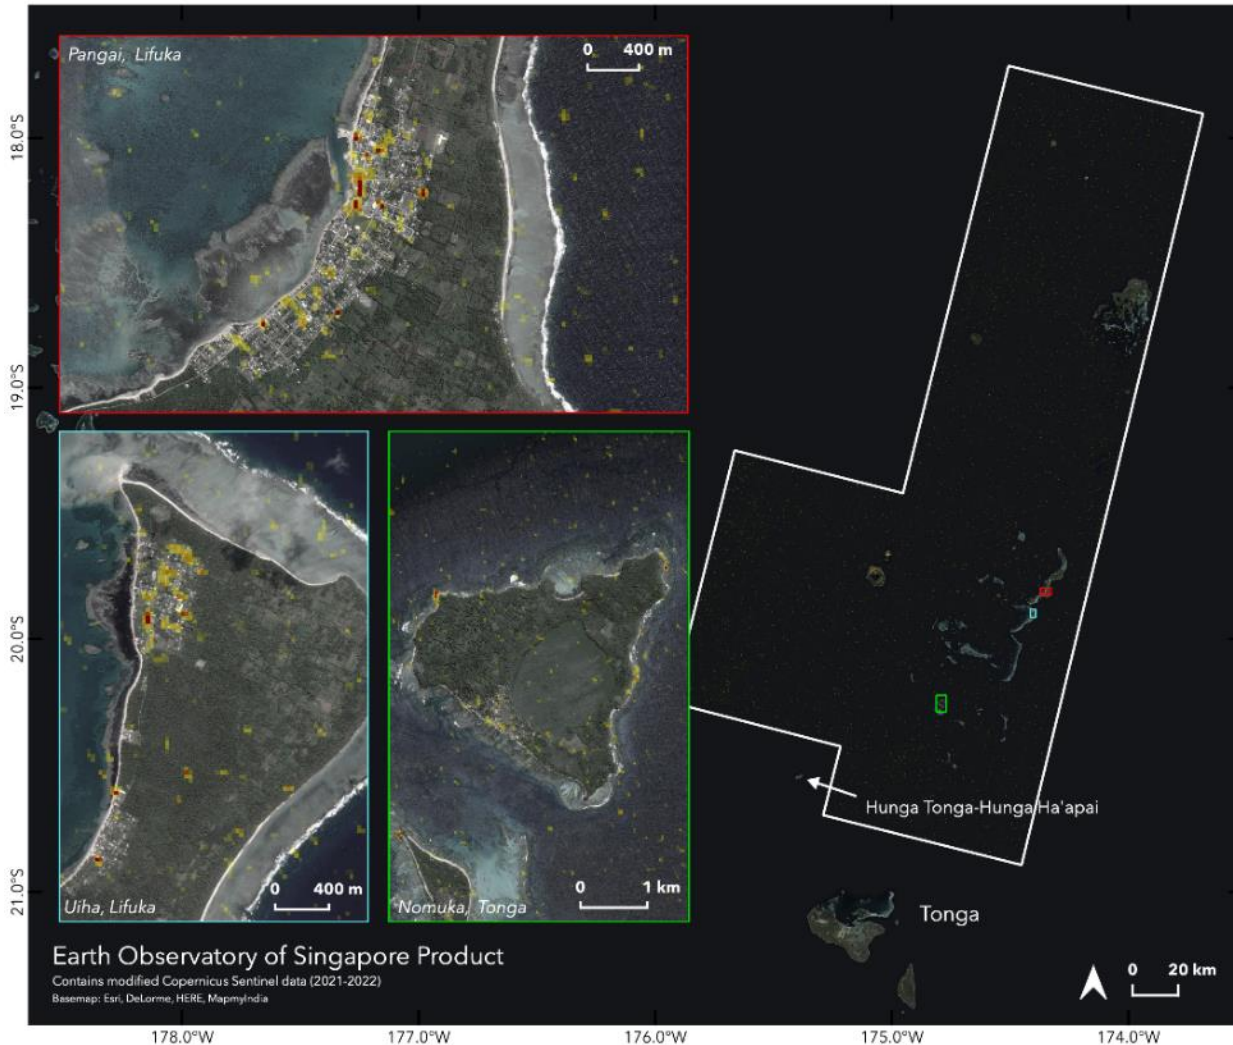 Pangai, Lifuka
0 400 m
18.0°S
19.0°S
20.0°S
21.0°S
Uiha, Lifuka
0 400 m
Nomuka, Tonga
0 1 km
Hunga Tonga-Hunga Ha'apai
Tonga
Earth Observatory of Singapore Product
Contains modified Copernicus Sentinel data (2021-2022)
Basemap: Esri, DeLorme, HERE, MapmyIndia
0 20 km
178.0°W 177.0°W 176.0°W 175.0°W 174.0°W